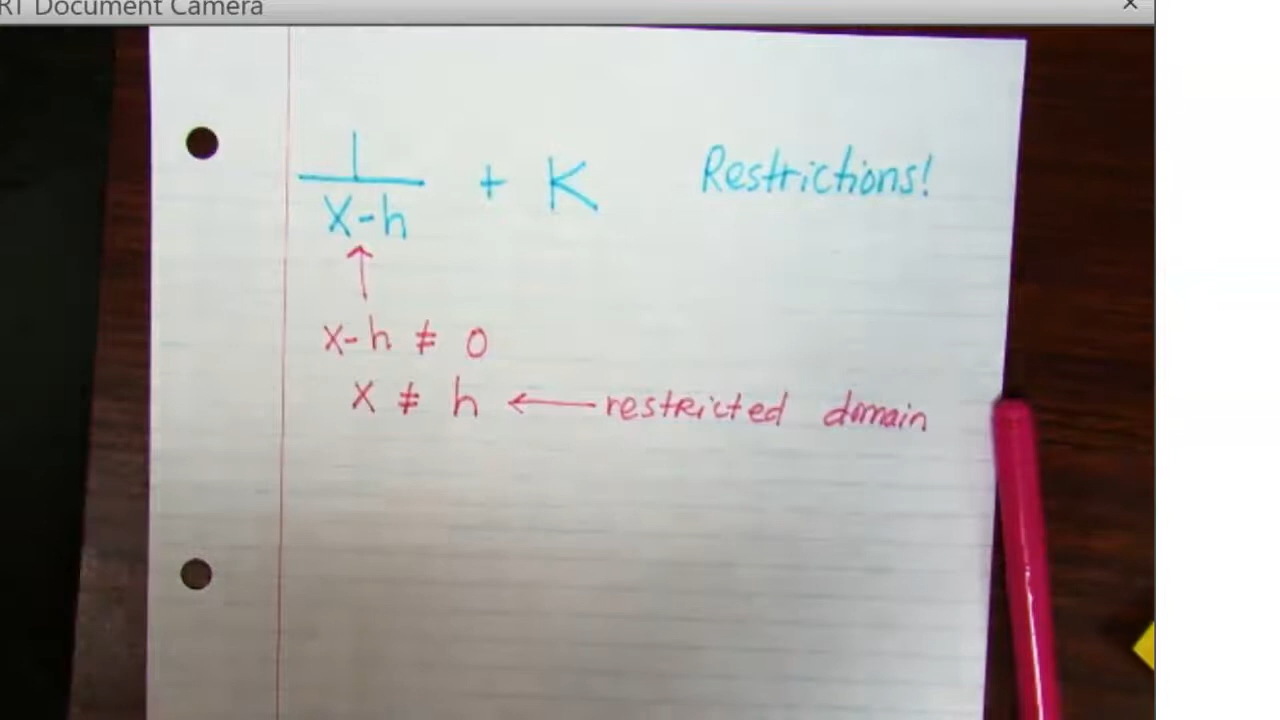 RT Document Camera
1/(x-h) + K Restrictions!
↑
x-h ≠ 0
x ≠ h ← restricted domain